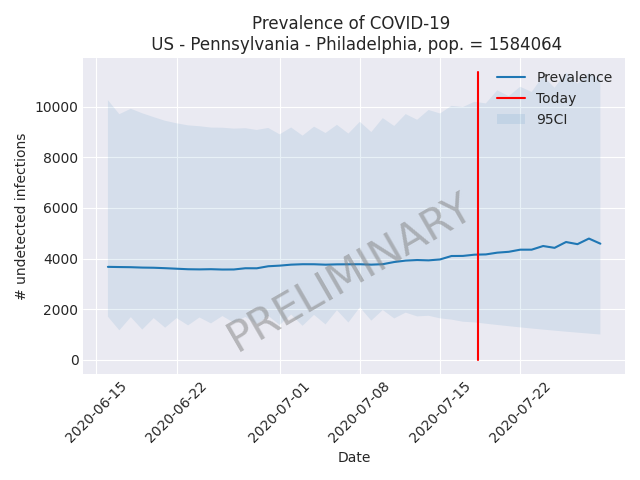 Prevalence of COVID-19
US - Pennsylvania - Philadelphia, pop. = 1584064
Prevalence
Today
95CI
10000
8000
6000
4000
2000
0
# undetected infections
PRELIMINARY
2020-06-15
2020-06-22
2020-07-01
2020-07-08
2020-07-15
2020-07-22
Date